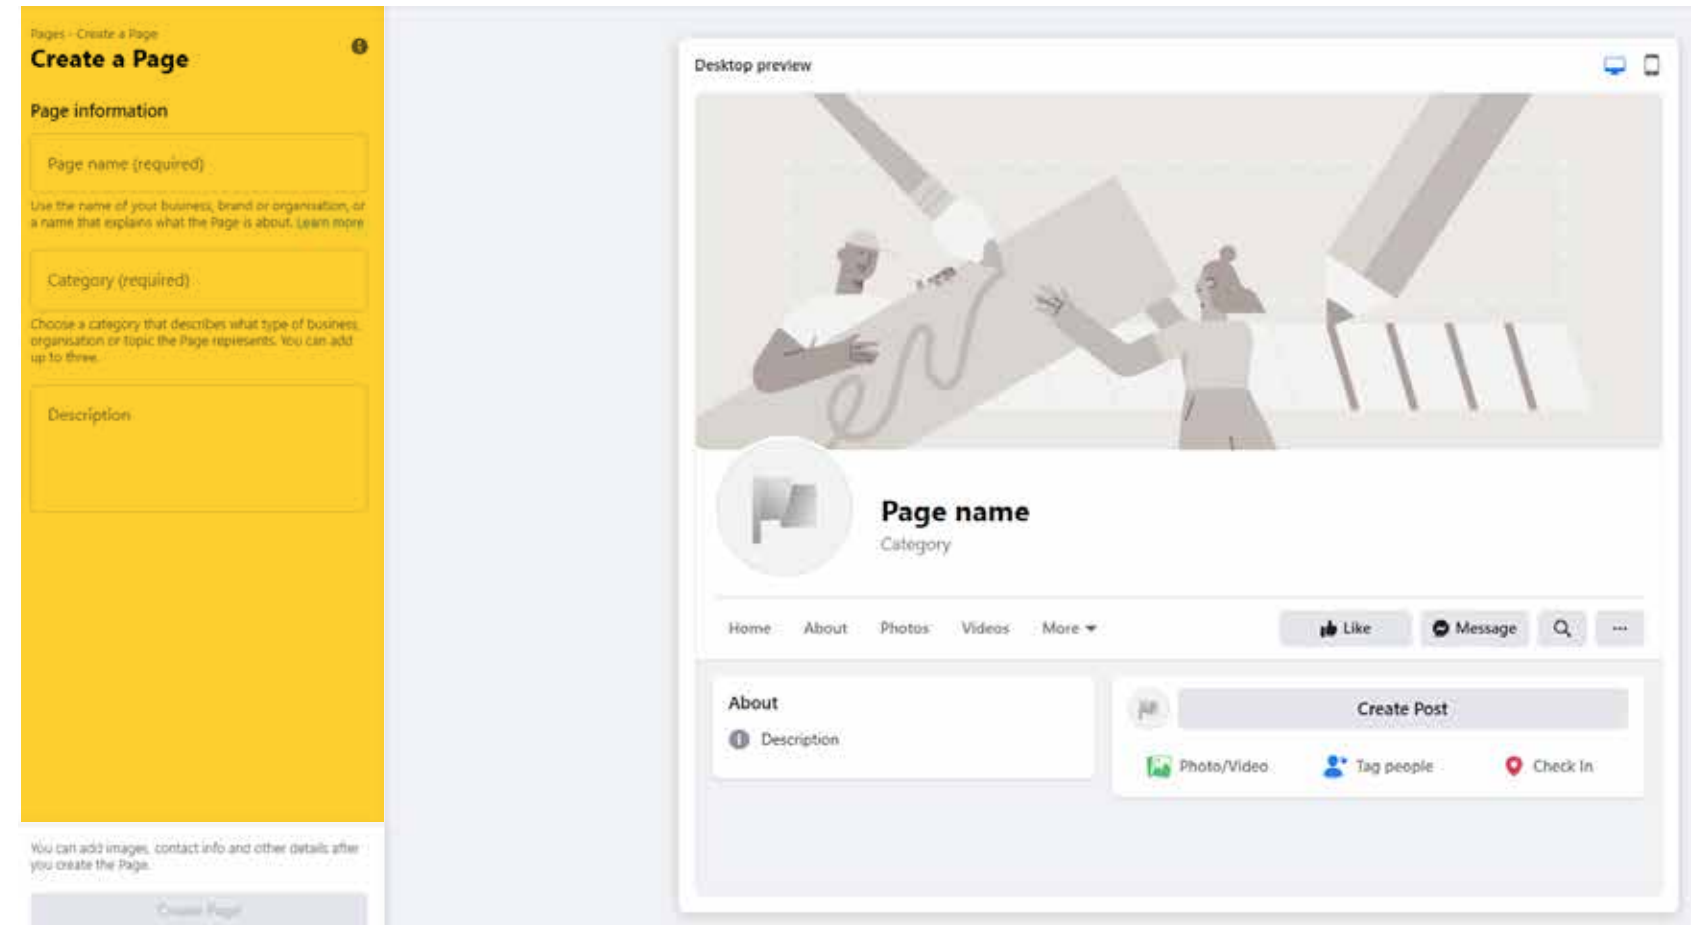 Pages › Create a Page
Create a Page
Page information
Page name (required)
Use the name of your business, brand or organisation, or
a name that explains what the Page is about. Learn more
Category (required)
Choose a category that describes what type of business,
organisation or topic the Page represents. You can add
up to three.
Description
You can add images, contact info and other details after
you create the Page.
Create Page
Desktop preview
Page name
Category
Home About Photos Videos More Like Message
About
Description
Create Post
Photo/Video Tag people Check In